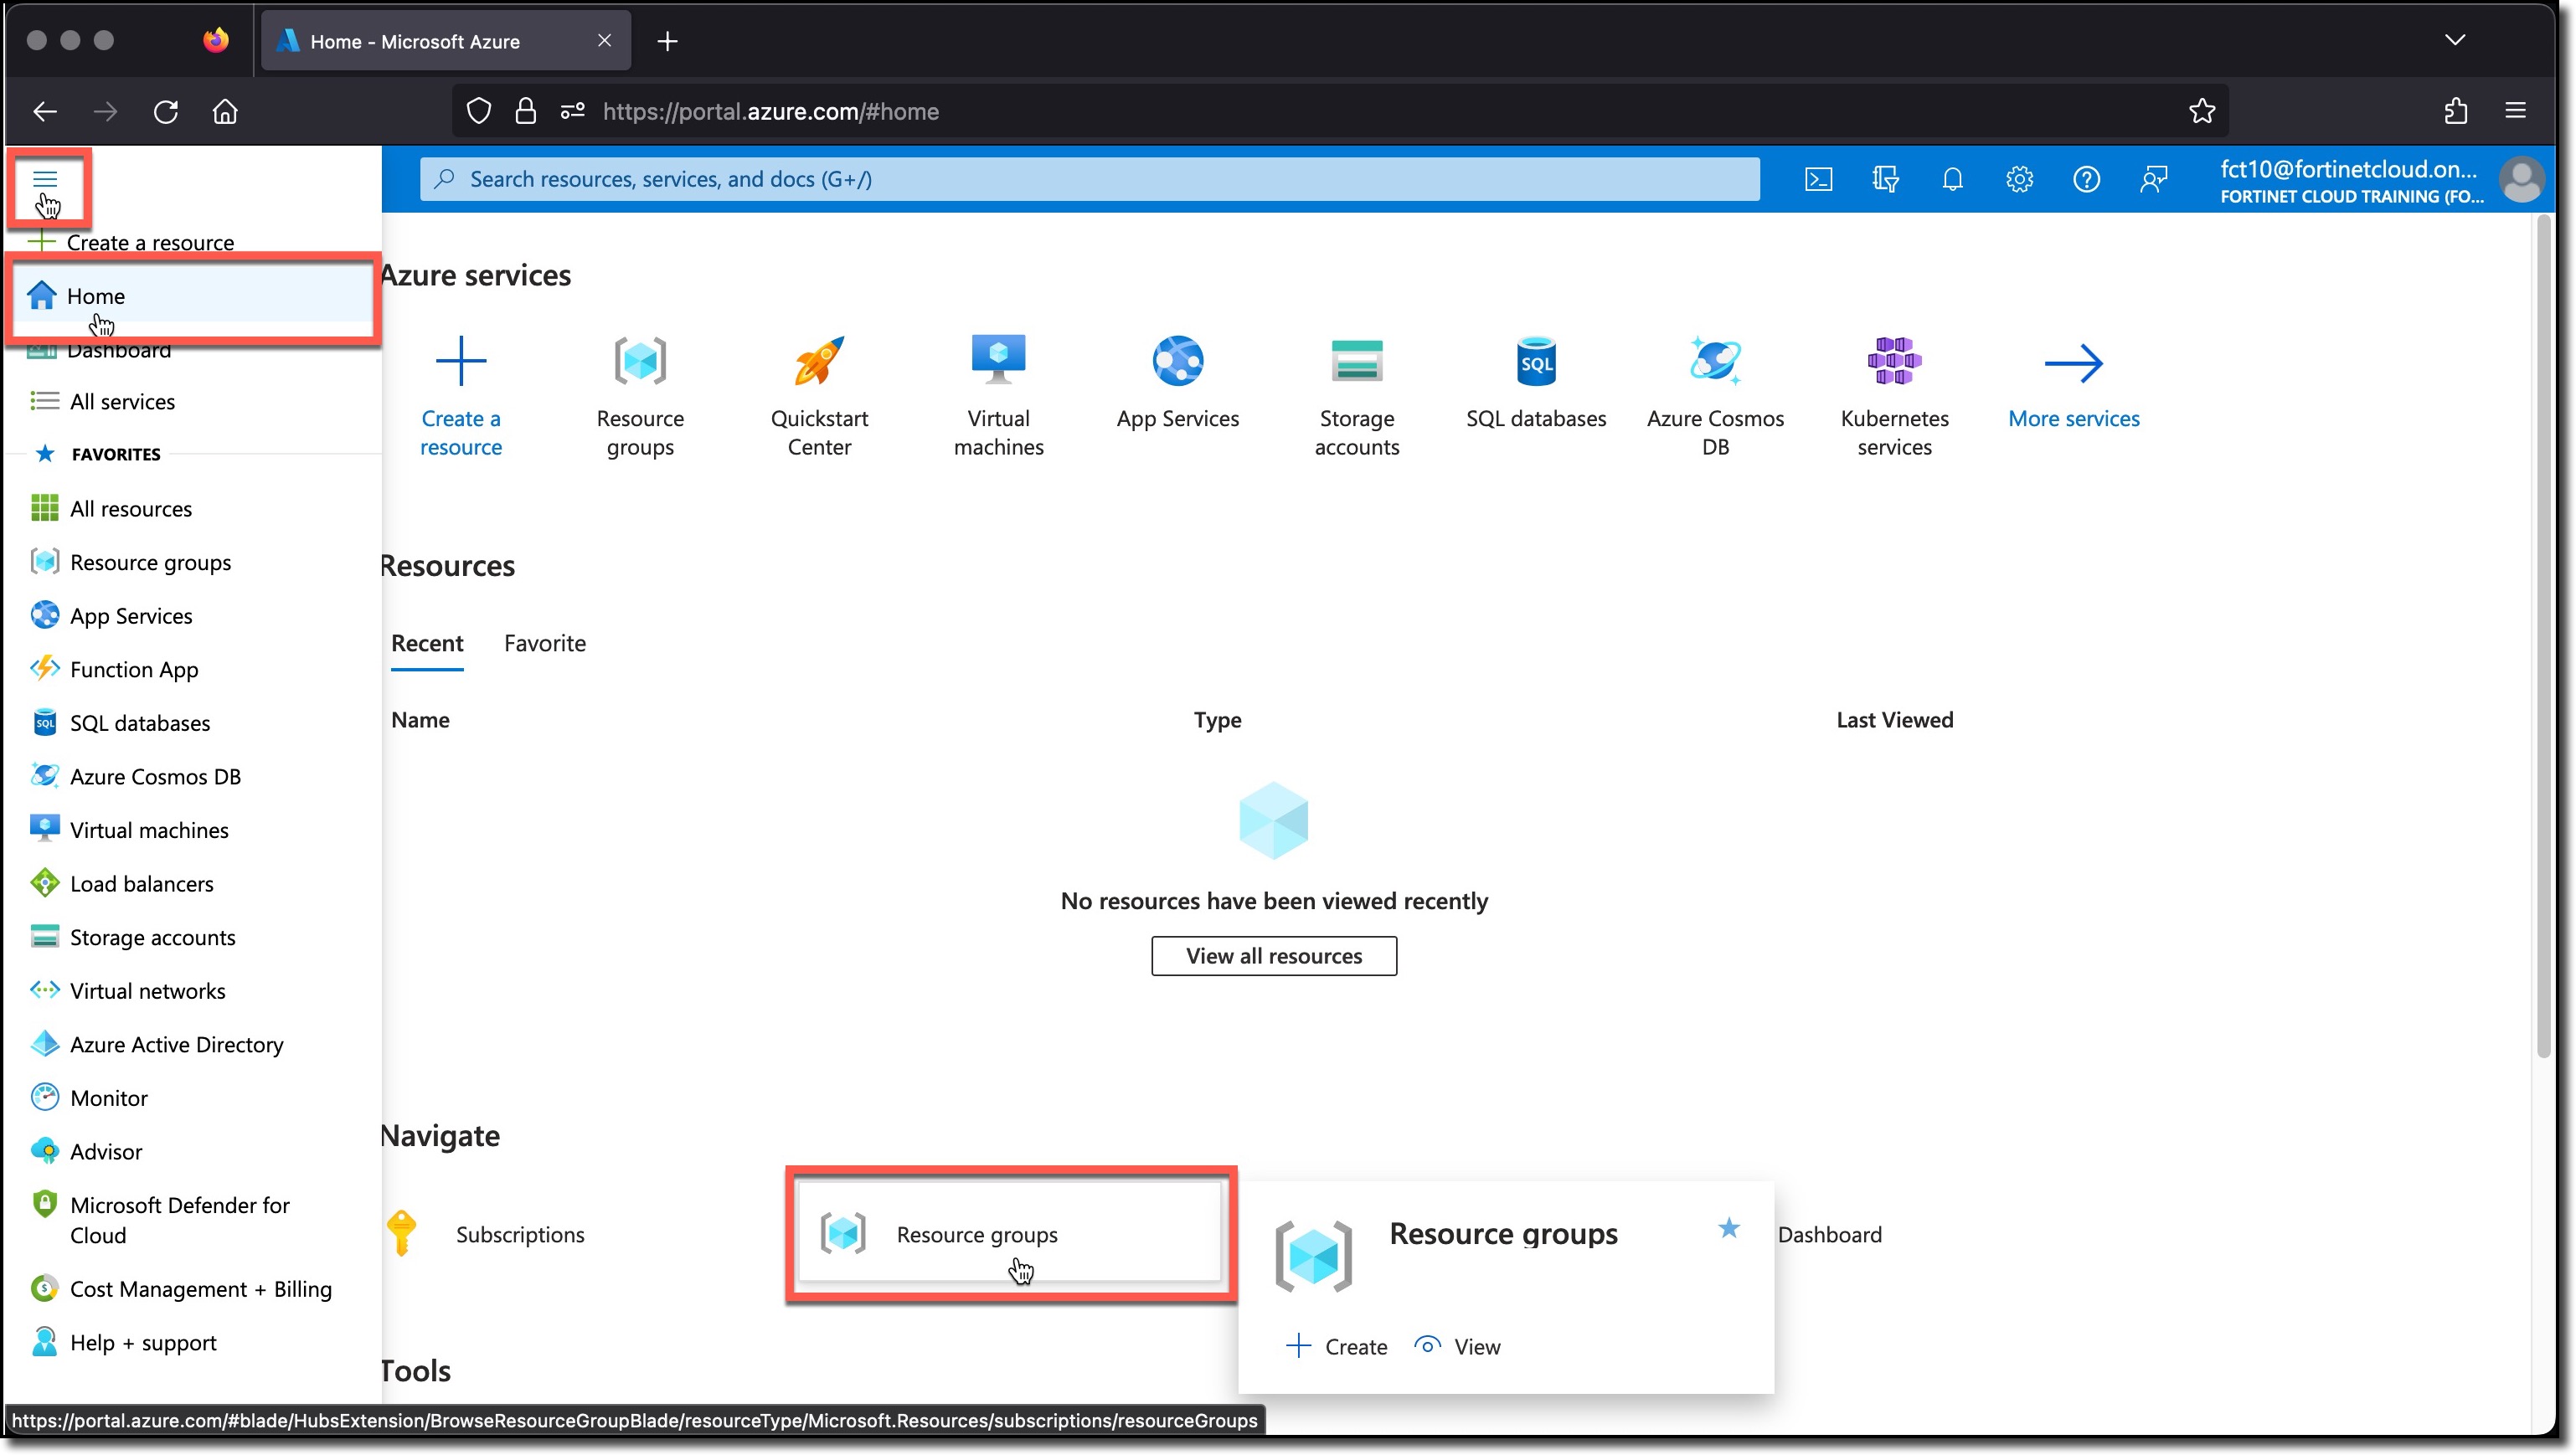 Home - Microsoft Azure
https://portal.azure.com/#home
Search resources, services, and docs (G+/)
fct10@fortinetcloud.on...
FORTINET CLOUD TRAINING (FO...
Create a resource
Home
Dashboard
All services
FAVORITES
All resources
Resource groups
App Services
Function App
SQL databases
Azure Cosmos DB
Virtual machines
Load balancers
Storage accounts
Virtual networks
Azure Active Directory
Monitor
Advisor
Microsoft Defender for
Cloud
Cost Management + Billing
Help + support
Azure services
Create a
resource
Resource
groups
Quickstart
Center
Virtual
machines
App Services
Storage
accounts
SQL
SQL databases
Azure Cosmos
DB
Kubernetes
services
More services
Resources
Recent Favorite
Name Type Last Viewed
No resources have been viewed recently
View all resources
Navigate
Subscriptions
Resource groups
Resource groups
Create View
Dashboard
Tools
https://portal.azure.com/#blade/HubsExtension/BrowseResourceGroupBlade/resourceType/Microsoft.Resources/subscriptions/resourceGroups